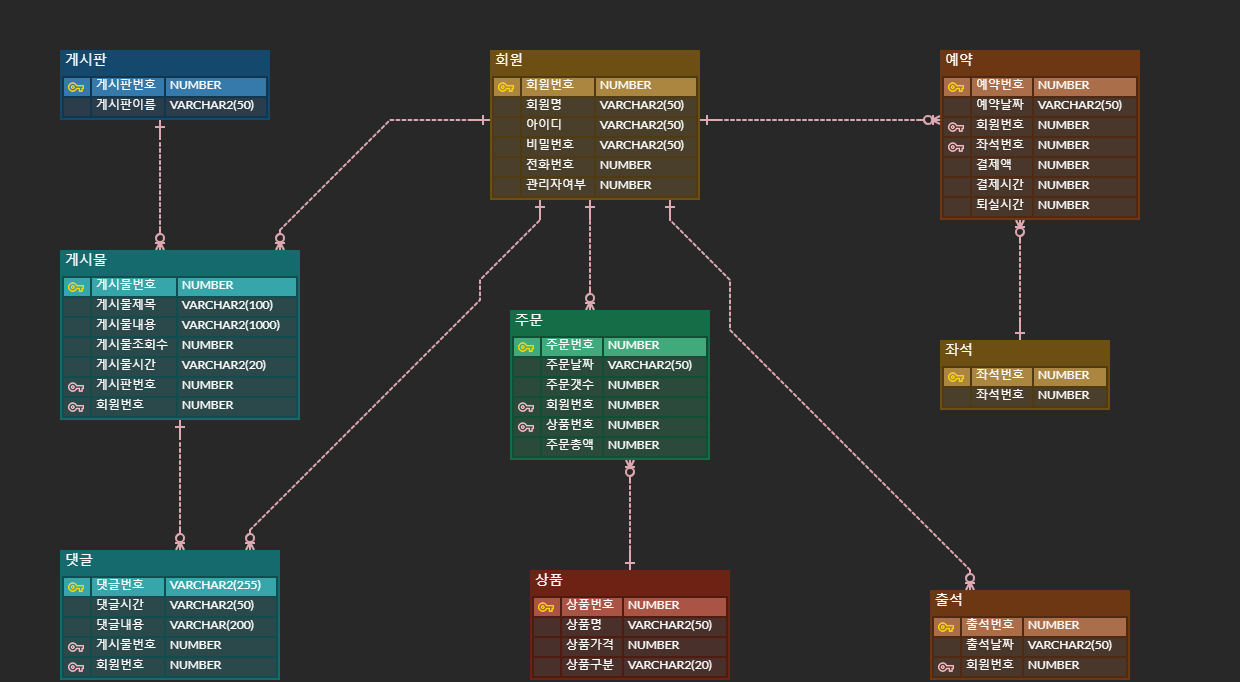 게시판
게시판번호 NUMBER
게시판이름 VARCHAR2(50)
회원
회원번호 NUMBER
회원명 VARCHAR2(50)
아이디 VARCHAR2(50)
비밀번호 VARCHAR2(50)
전화번호 NUMBER
관리자여부 NUMBER
예약
예약번호 NUMBER
예약날짜 VARCHAR2(50)
회원번호 NUMBER
좌석번호 NUMBER
결제액 NUMBER
결제시간 NUMBER
퇴실시간 NUMBER
게시물
게시물번호 NUMBER
게시물제목 VARCHAR2(100)
게시물내용 VARCHAR2(1000)
게시물조회수 NUMBER
게시물시간 VARCHAR2(20)
게시판번호 NUMBER
회원번호 NUMBER
주문
주문번호 NUMBER
주문날짜 VARCHAR2(50)
주문갯수 NUMBER
회원번호 NUMBER
상품번호 NUMBER
주문총액 NUMBER
좌석
좌석번호 NUMBER
좌석번호 NUMBER
댓글
댓글번호 VARCHAR2(255)
댓글시간 VARCHAR2(50)
댓글내용 VARCHAR(200)
게시물번호 NUMBER
회원번호 NUMBER
상품
상품번호 NUMBER
상품명 VARCHAR2(50)
상품가격 NUMBER
상품구분 VARCHAR2(20)
출석
출석번호 NUMBER
출석날짜 VARCHAR2(50)
회원번호 NUMBER